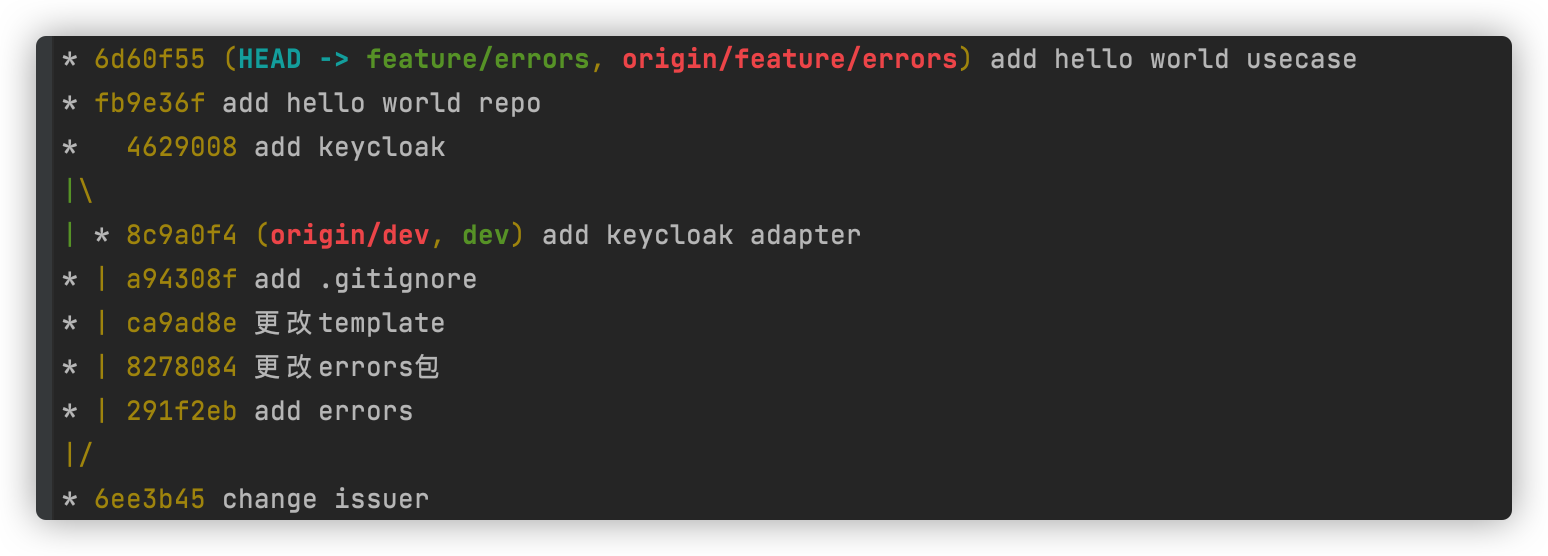 * 6d60f55 (HEAD -> feature/errors, origin/feature/errors) add hello world usecase
* fb9e36f add hello world repo
*   4629008 add keycloak
|\
| * 8c9a0f4 (origin/dev, dev) add keycloak adapter
* | a94308f add .gitignore
* | ca9ad8e 更改template
* | 8278084 更改errors包
* | 291f2eb add errors
|/
* 6ee3b45 change issuer